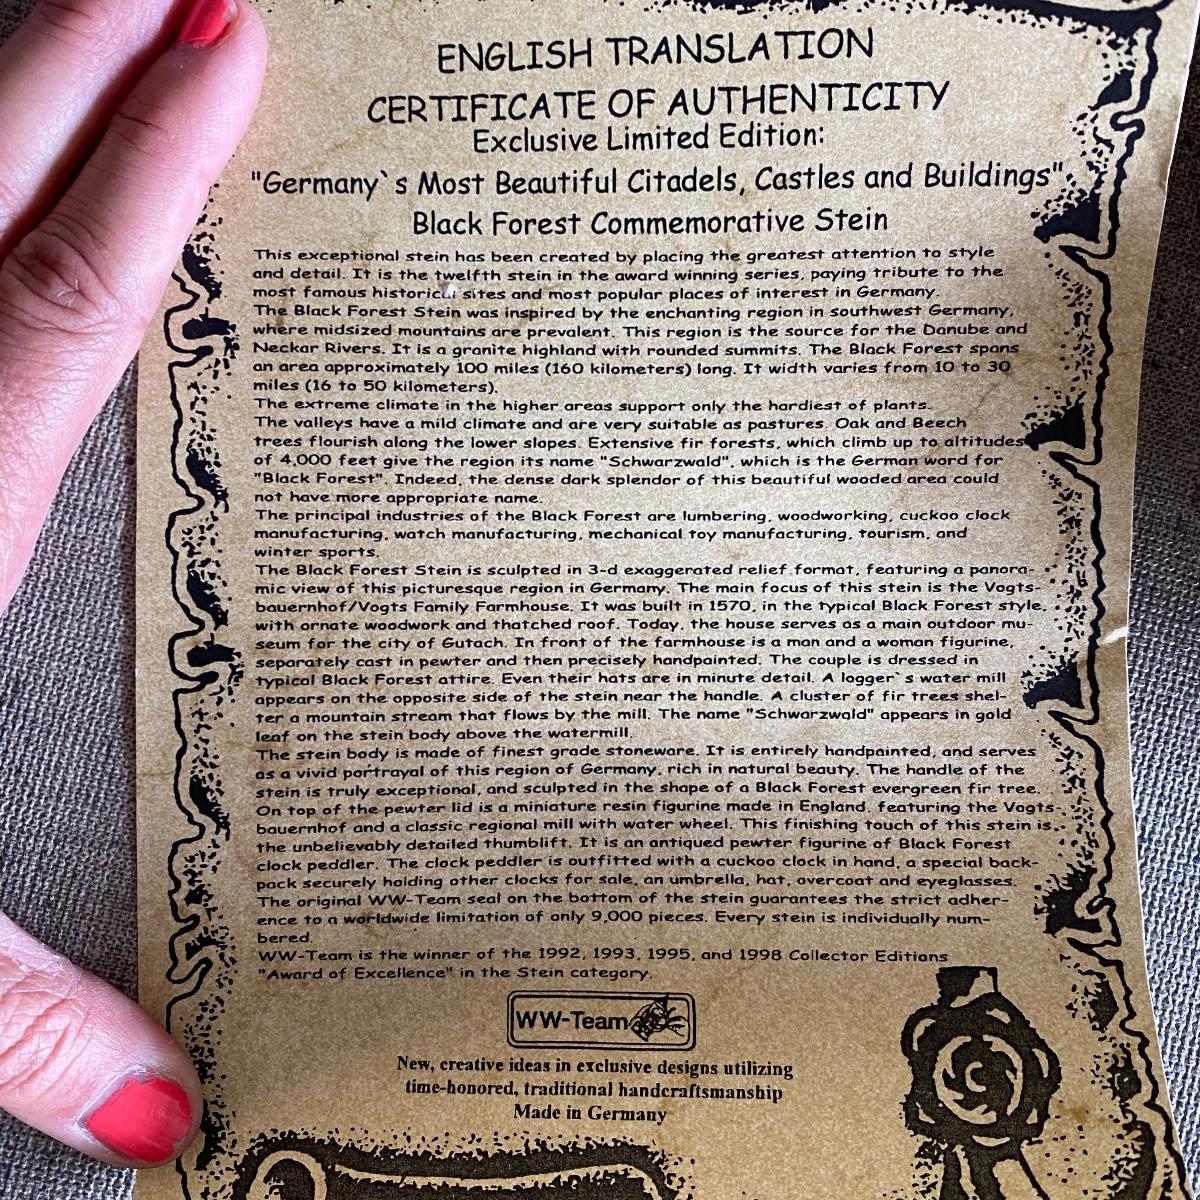 ENGLISH TRANSLATION
CERTIFICATE OF AUTHENTICITY
Exclusive Limited Edition:
"Germany`s Most Beautiful Citadels, Castles and Buildings",
Black Forest Commemorative Stein
This exceptional stein has been created by placing the greatest attention to style
and detail. It is the twelfth stein in the award winning series, paying tribute to the
most famous historical sites and most popular places of interest in Germany.
The Black Forest Stein was inspired by the enchanting region in southwest Germany,
where midsized mountains are prevalent. This region is the source for the Danube and
Neckar Rivers. It is a granite highland with rounded summits. The Black Forest spans
an area approximately 100 miles (160 kilometers) long. It width varies from 10 to 30
miles (16 to 50 kilometers).
The extreme climate in the higher areas support only the hardiest of plants.
The valleys have a mild climate and are very suitable as pastures. Oak and Beech
trees flourish along the lower slopes. Extensive fir forests, which climb up to altitudes
of 4,000 feet give the region its name "Schwarzwald", which is the German word for
"Black Forest". Indeed, the dense dark splendor of this beautiful wooded area could
not have more appropriate name.
The principal industries of the Black Forest are lumbering, woodworking, cuckoo clock
manufacturing, watch manufacturing, mechanical toy manufacturing, tourism, and
winter sports.
The Black Forest Stein is sculpted in 3-d exaggerated relief format, featuring a panora-
mic view of this picturesque region in Germany. The main focus of this stein is the Vogts-
bauernhof/Vogts Family Farmhouse. It was built in 1570, in the typical Black Forest style,
with ornate woodwork and thatched roof. Today, the house serves as a main outdoor mu-
seum for the city of Gutach. In front of the farmhouse is a man and a woman figurine,
separately cast in pewter and then precisely handpainted. The couple is dressed in
typical Black Forest attire. Even their hats are in minute detail. A logger`s water mill
appears on the opposite side of the stein near the handle. A cluster of fir trees shel-
ter a mountain stream that flows by the mill. The name "Schwarzwald" appears in gold
leaf on the stein body above the watermill.
The stein body is made of finest grade stoneware. It is entirely handpainted, and serves
as a vivid portrayal of this region of Germany, rich in natural beauty. The handle of the
stein is truly exceptional, and sculpted in the shape of a Black Forest evergreen fir tree.
On top of the pewter lid is a miniature resin figurine made in England, featuring the Vogts-
bauernhof and a classic regional mill with water wheel. This finishing touch of this stein is
the unbelievably detailed thumblift. It is an antiqued pewter figurine of Black Forest
clock peddler. The clock peddler is outfitted with a cuckoo clock in hand, a special back-
pack securely holding other clocks for sale, an umbrella, hat, overcoat and eyeglasses.
The original WW-Team seal on the bottom of the stein guarantees the strict adher-
ence to a worldwide limitation of only 9,000 pieces. Every stein is individually num-
bered.
WW-Team is the winner of the 1992, 1993, 1995, and 1998 Collector Editions
"Award of Excellence" in the Stein category.
WW-Team
New, creative ideas in exclusive designs utilizing
time-honored, traditional handcraftsmanship
Made in Germany